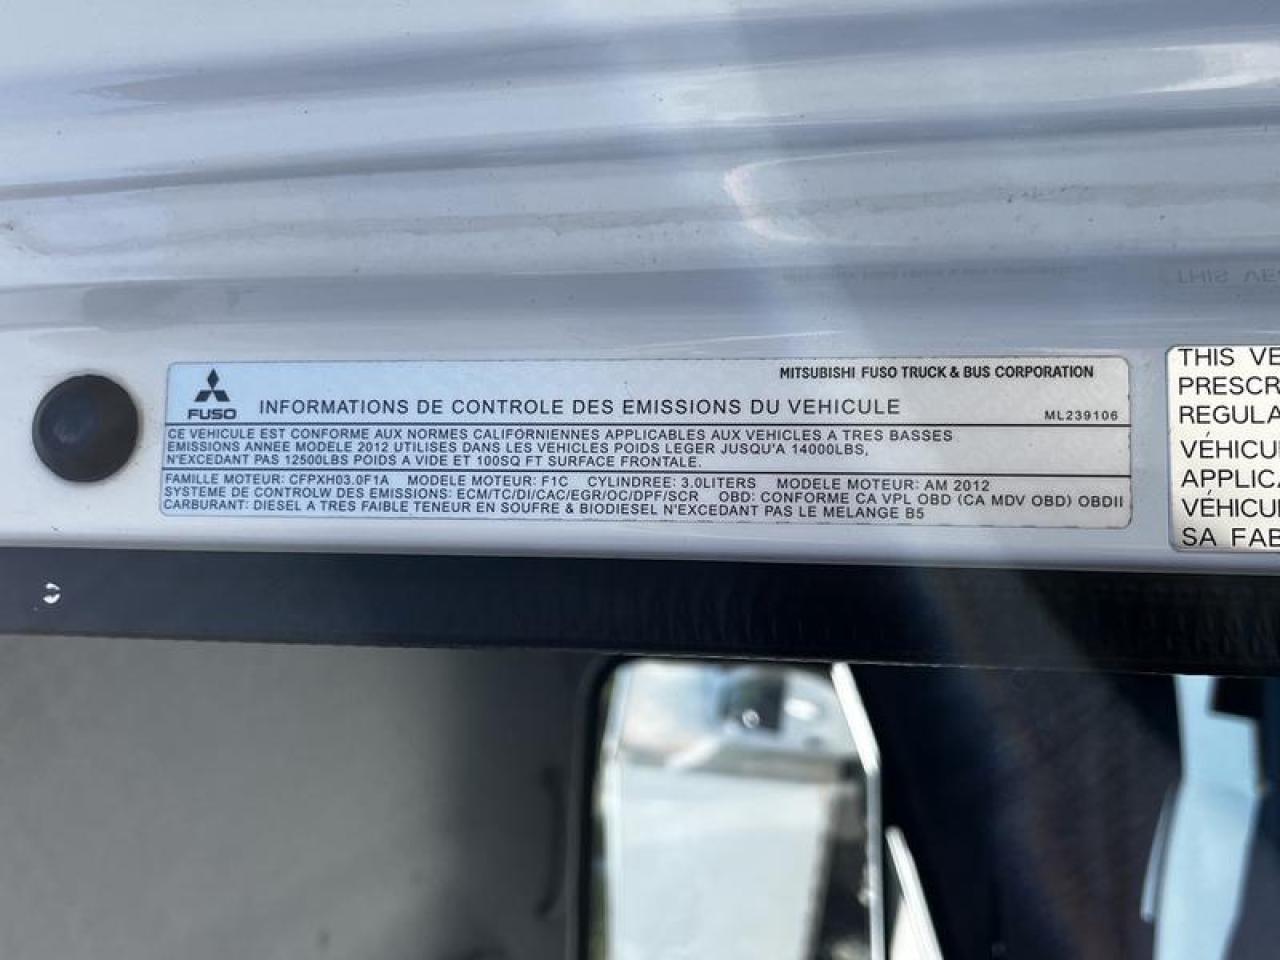 MITSUBISHI FUSO TRUCK & BUS CORPORATION
FUSO
INFORMATIONS DE CONTROLE DES EMISSIONS DU VEHICULE
ML239106
CE VEHICULE EST CONFORME AUX NORMES CALIFORNIENNES APPLICABLES AUX VEHICLES A TRES BASSES
EMISSIONS ANNEE MODELE 2012 UTILISES DANS LES VEHICLES POIDS LEGER JUSQU'A 14000LBS,
N'EXCEDANT PAS 12500LBS POIDS A VIDE ET 100SQ FT SURFACE FRONTALE.
FAMILLE MOTEUR: CFPXH03.0F1A MODELE MOTEUR: F1C CYLINDREE: 3.0LITERS MODELE MOTEUR: AM 2012
SYSTEME DE CONTROLW DES EMISSIONS: ECM/TC/DI/CAC/EGR/OC/DPF/SCR OBD: CONFORME CA VPL OBD (CA MDV OBD) OBDII
CARBURANT: DIESEL A TRES FAIBLE TENEUR EN SOUFRE & BIODIESEL N'EXCEDANT PAS LE MELANGE B5
THIS VE
PRESCR
REGULA
VÉHICU
APPLICA
VÉHICU
SA FAB